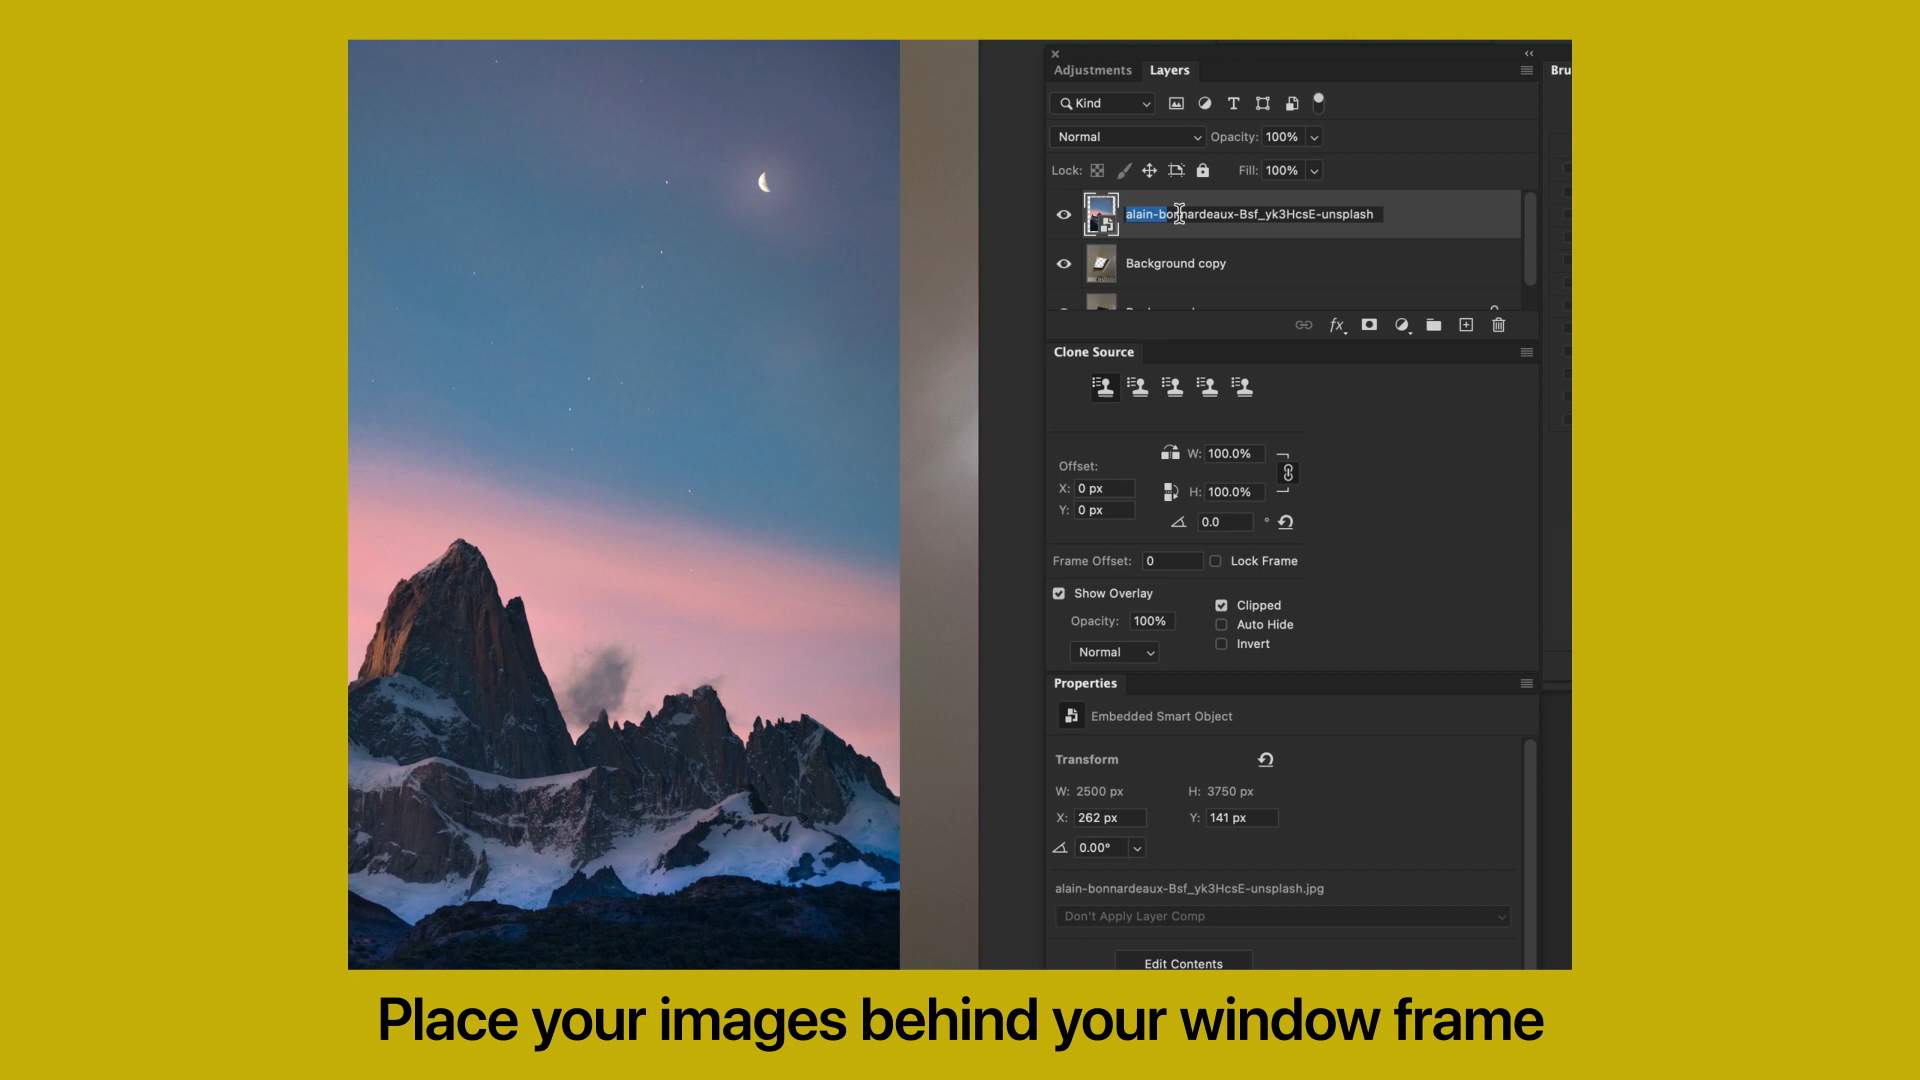 Adjustments Layers
Bru
Kind
Normal Opacity: 100%
Lock: Fill: 100%
alain-bonnardeaux-Bsf_yk3HcsE-unsplash
Background copy
fx
Clone Source
W: 100.0%
Offset:
X: 0 px
H: 100.0%
Y: 0 px
0.0 °
Frame Offset: 0 Lock Frame
Show Overlay
Clipped
Opacity: 100%
Auto Hide
Invert
Normal
Properties
Embedded Smart Object
Transform
W: 2500 px H: 3750 px
X: 262 px Y: 141 px
0.00°
alain-bonnardeaux-Bsf_yk3HcsE-unsplash.jpg
Don't Apply Layer Comp
Edit Contents
Place your images behind your window frame